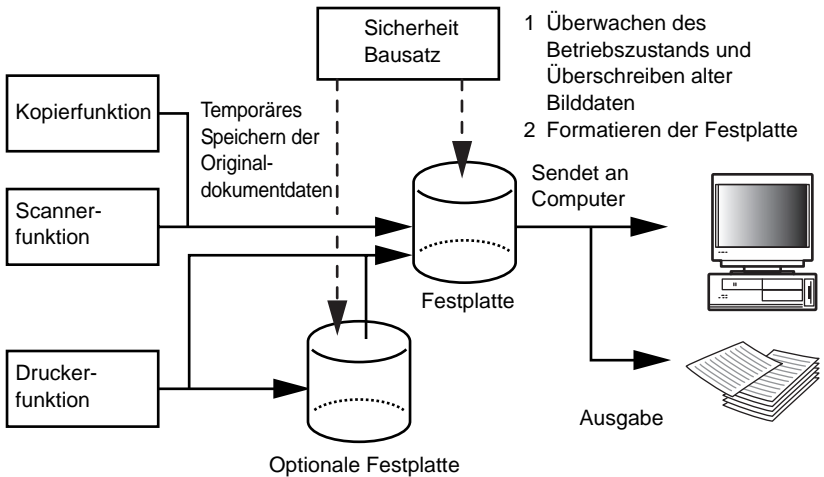 Sicherheit
Bausatz
1 Überwachen des
Betriebszustands und
Überschreiben alter
Bilddaten
2 Formatieren der Festplatte
Kopierfunktion
Temporäres
Speichern der
Original-
dokumentdaten
Sendet an
Computer
Scanner-
funktion
Festplatte
Drucker-
funktion
Ausgabe
Optionale Festplatte